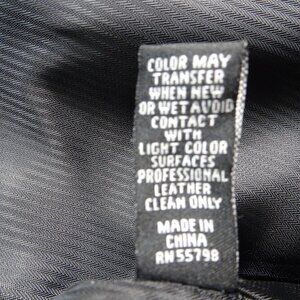 COLOR MAY
TRANSFER
WHEN NEW
OR WET AVOID
CONTACT
WITH
LIGHT COLOR
SURFACES
PROFESSIONAL
LEATHER
CLEAN ONLY
MADE IN
CHINA
RN 55798